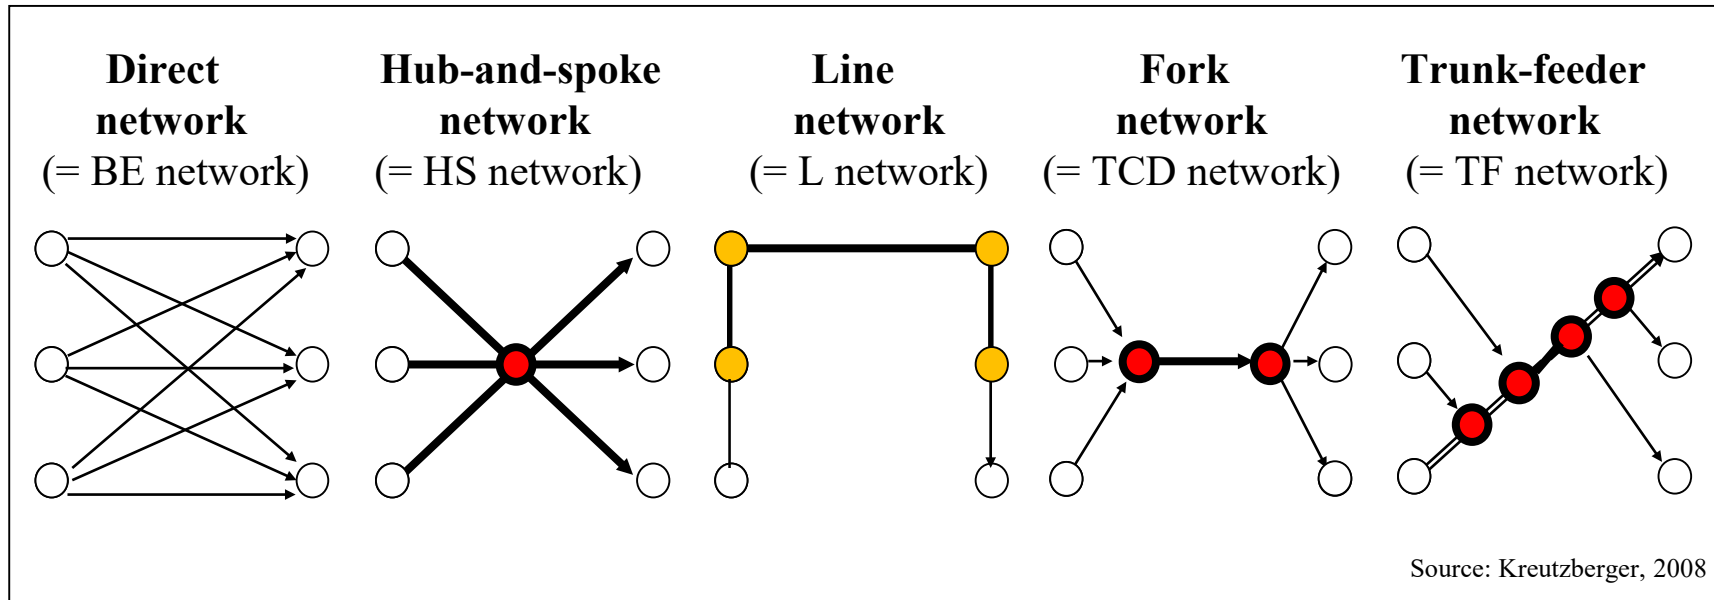 Direct
network
(= BE network)
Hub-and-spoke
network
(= HS network)
Line
network
(= L network)
Fork
network
(= TCD network)
Trunk-feeder
network
(= TF network)
Source: Kreutzberger, 2008